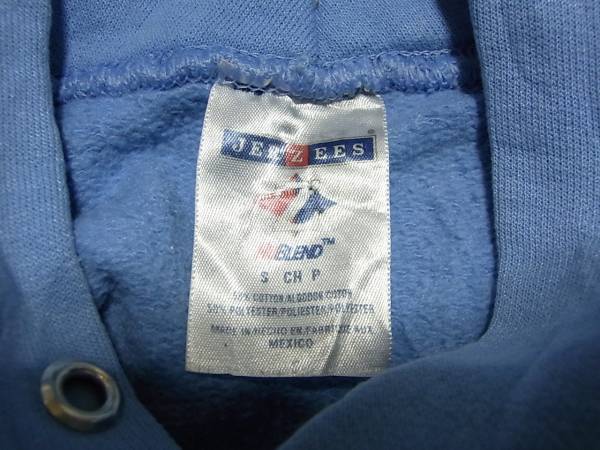 JERZEES
®
NUBLEND™
S CH P
50% COTTON/ALGODON/COTON
50% POLYESTER/POLIESTER/POLYESTER
MADE IN/HECHO EN/FABRIQUE AUX
MEXICO